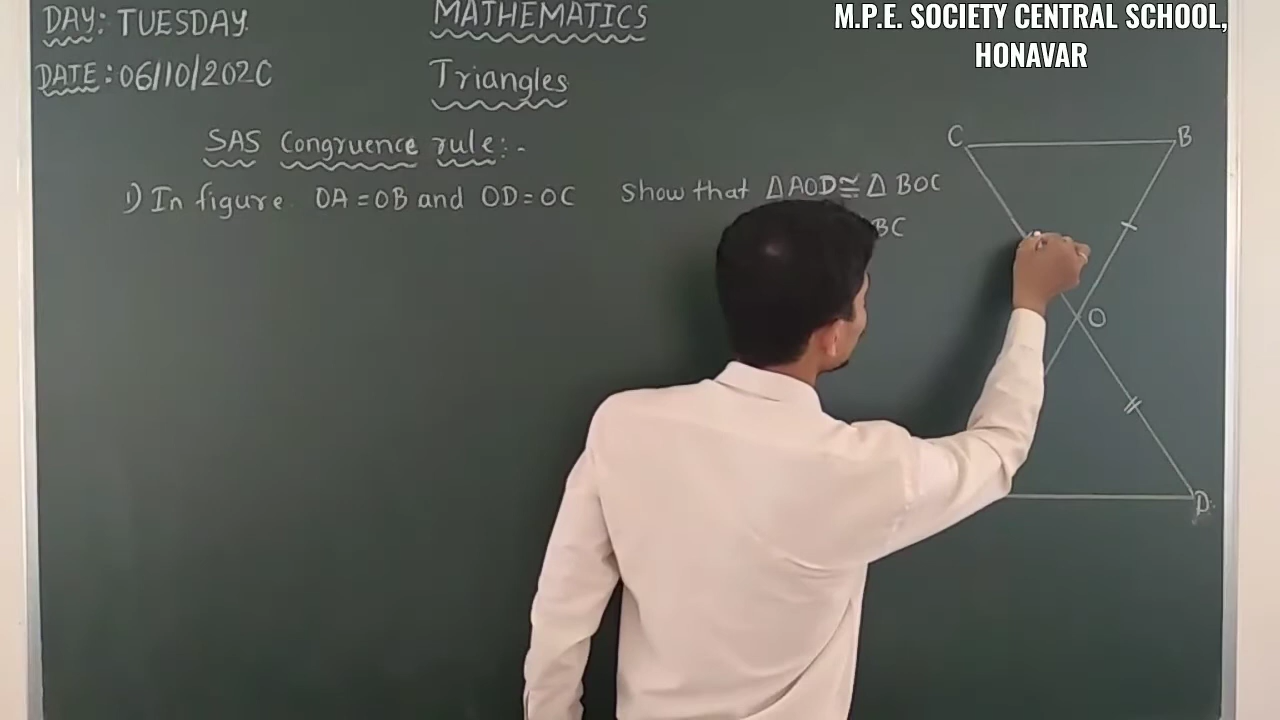 DAY: TUESDAY
DATE: 06/10/2020
MATHEMATICS
Triangles
M.P.E. SOCIETY CENTRAL SCHOOL,
HONAVAR
SAS Congruence rule:-
1) In figure OA = OB and OD = OC Show that ΔAOD ≅ Δ BOC
BC
C
B
O
D